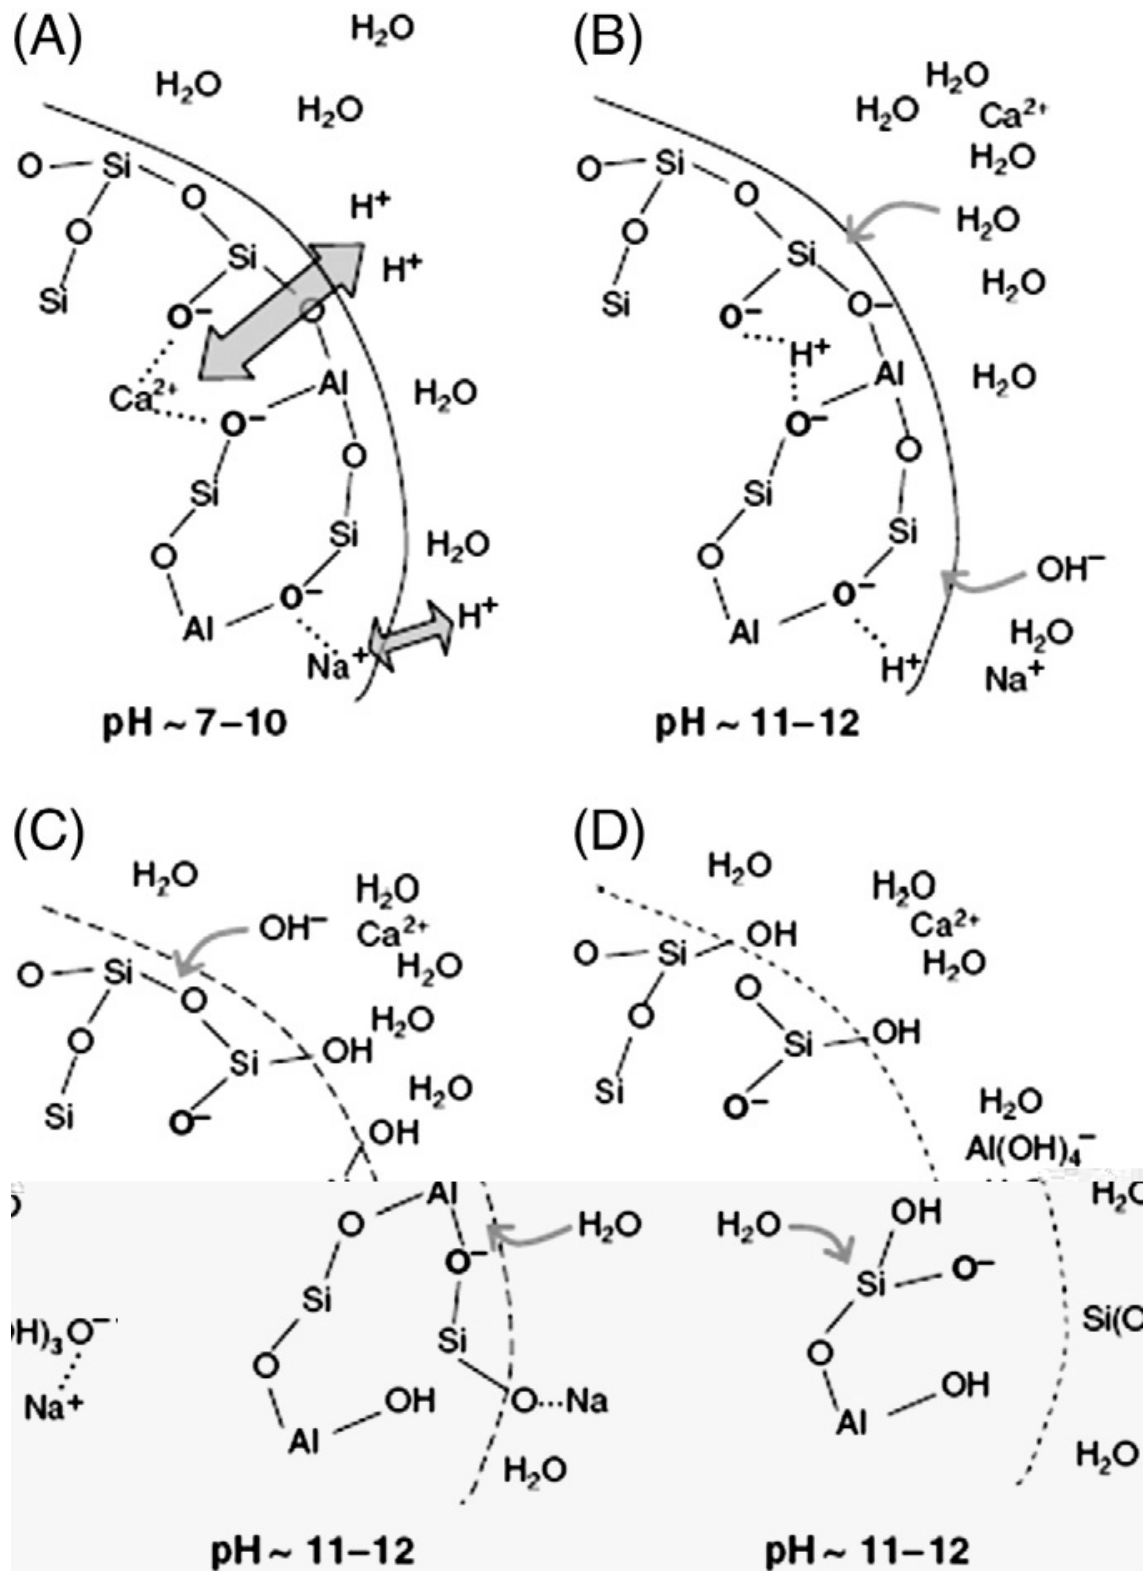 (A)
H₂O
H₂O
H₂O
O Si
O
H⁺
O
Si
H⁺
Si
O⁻
O
Ca²⁺
Al
H₂O
O⁻
O
Si
Si
O
H₂O
O⁻
H⁺
Al
Na⁺
pH ~ 7–10
(B)
H₂O
H₂O
Ca²⁺
H₂O
O Si
O
H₂O
O
Si
H₂O
Si
O⁻
O⁻
H⁺
Al
H₂O
O⁻
O
Si
Si
O
OH⁻
O⁻
Al
H₂O
H⁺
Na⁺
pH ~ 11–12
(C)
H₂O
H₂O
OH⁻
Ca²⁺
O Si
H₂O
O
H₂O
O
OH
Si
H₂O
Si
O⁻
OH
Al
O
H₂O
O⁻
Si
Si
O
OH
O Na
Al
H₂O
pH ~ 11–12
(D)
H₂O
H₂O
Ca²⁺
OH
O Si
H₂O
O
O
OH
Si
Si
O⁻
H₂O
Al(OH)₄⁻
OH
H₂O
H₂O
Si
O⁻
O
OH
Al
H₂O
H)₃O⁻
Na⁺
pH ~ 11–12